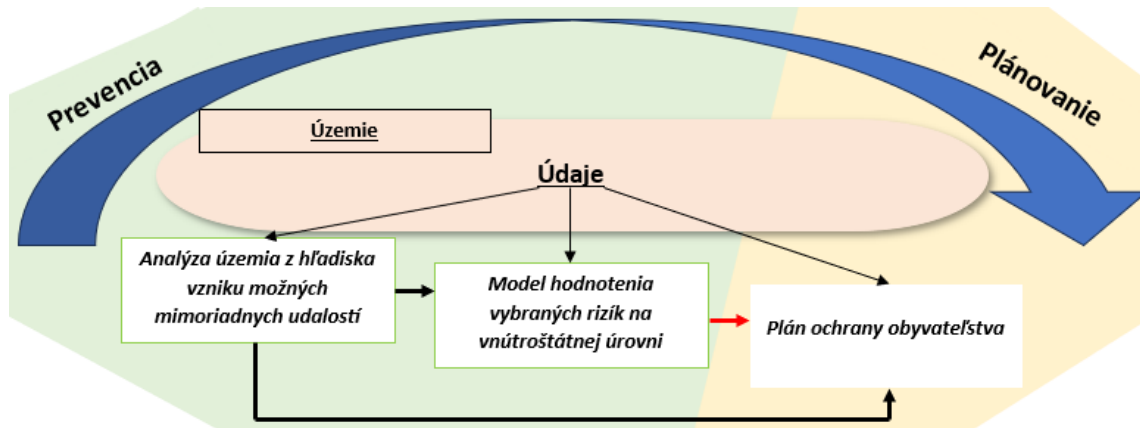 Prevencia
Plánovanie
Územie
Údaje
Analýza územia z hľadiska
vzniku možných
mimoriadnych udalostí
Model hodnotenia
vybraných rizík na
vnútroštátnej úrovni
Plán ochrany obyvateľstva